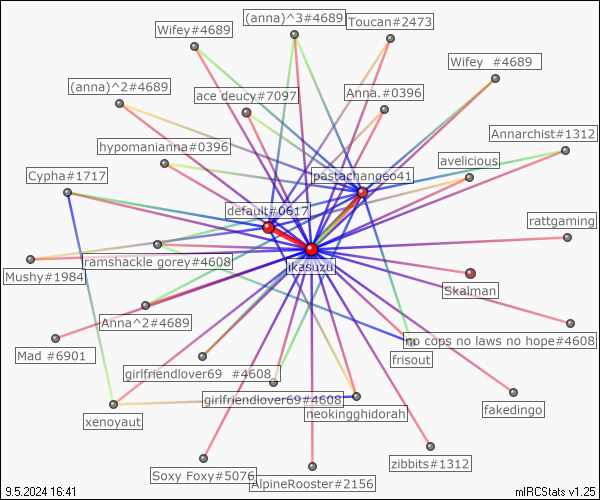 (anna)^3#4689
Toucan#2473
Wifey#4689
Wifey #4689
(anna)^2#4689
ace deucy#7097
Anna.#0396
Annarchist#1312
hypomanianna#0396
avelicious
Cypha#1717
pastachangeo41
default#0617
rattgaming
ramshackle gorey#4608
ikasuzu
Mushy#1984
Skalman
Anna^2#4689
no cops no laws no hope#4608
Mad #6901
frisout
girlfriendlover69 #4608
girlfriendlover69#4608
neokingghidorah
fakedingo
xenoyaut
zibbits#1312
Soxy Foxy#5076
AlpineRooster#2156
9.5.2024 16:41
mIRCStats v1.25